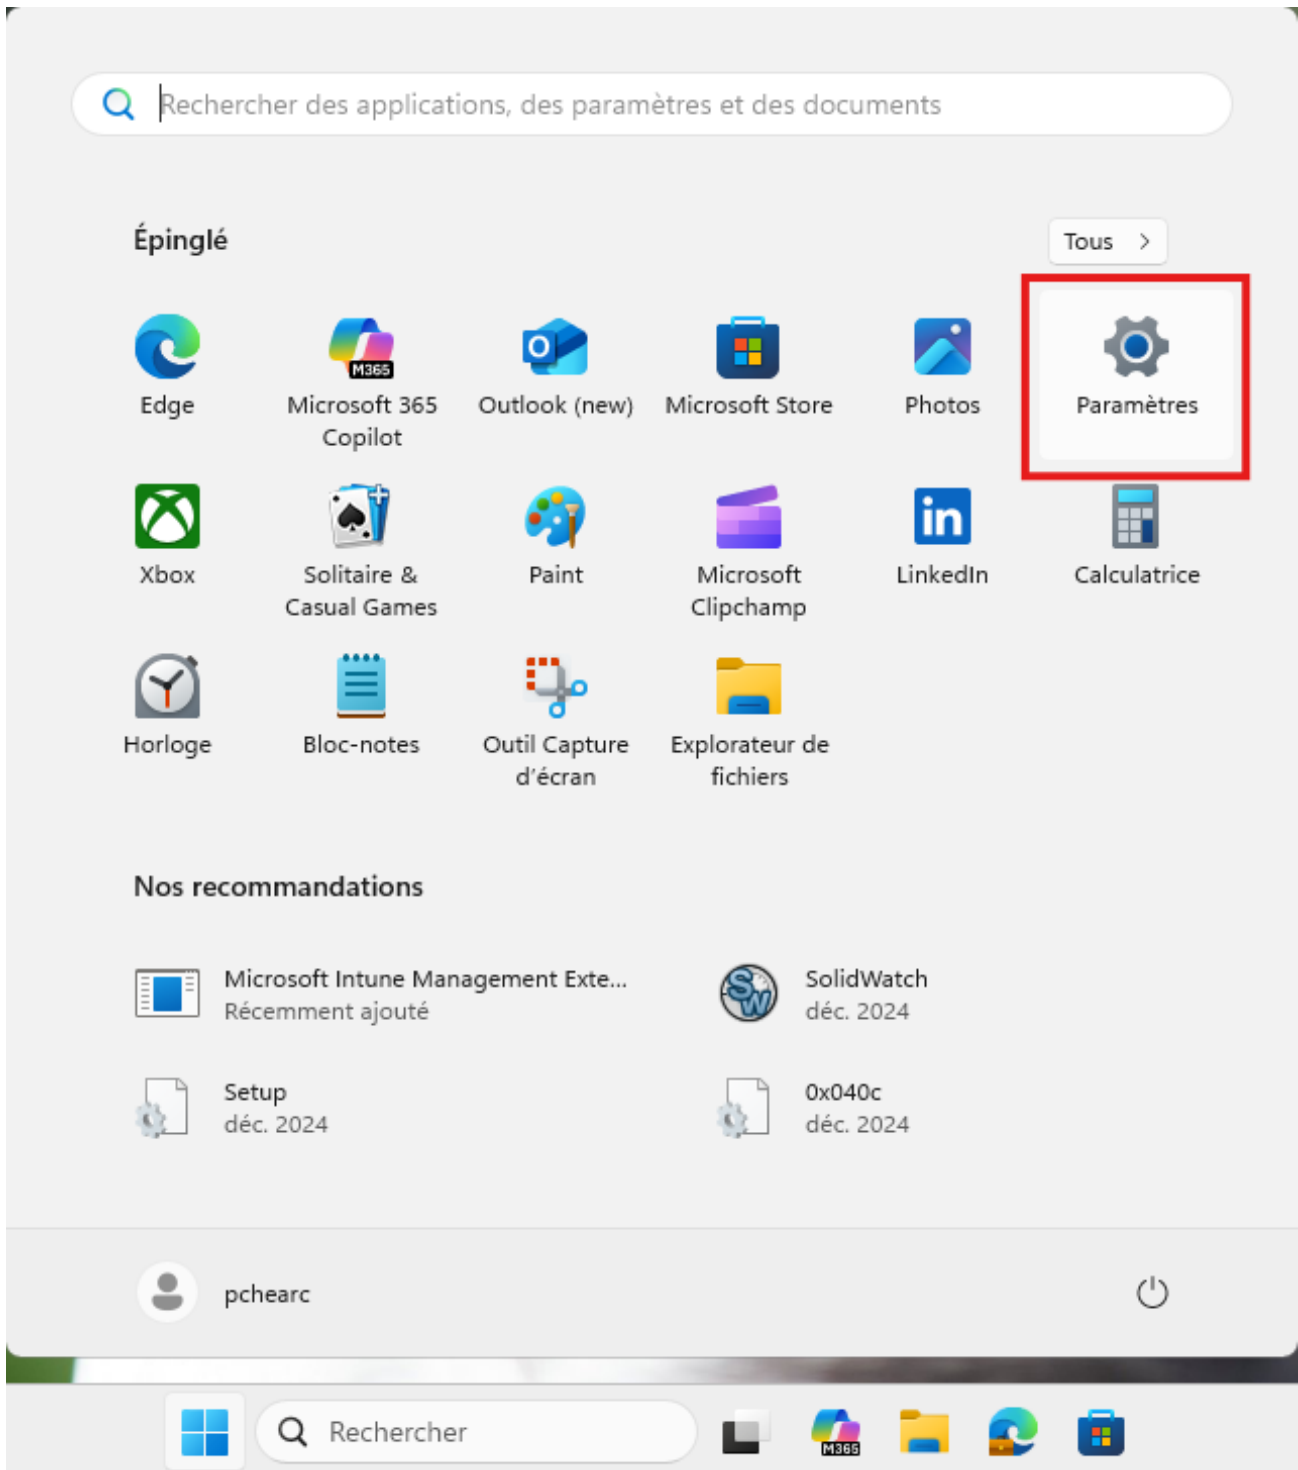 Rechercher des applications, des paramètres et des documents
Épinglé
Tous
M365
Edge
Microsoft 365
Copilot
Outlook (new)
Microsoft Store
Photos
Paramètres
in
Xbox
Solitaire &
Casual Games
Paint
Microsoft
Clipchamp
LinkedIn
Calculatrice
Horloge
Bloc-notes
Outil Capture
d'écran
Explorateur de
fichiers
Nos recommandations
Microsoft Intune Management Exte...
Récemment ajouté
SW
SolidWatch
déc. 2024
Setup
déc. 2024
0x040c
déc. 2024
pchearc
Rechercher
M365